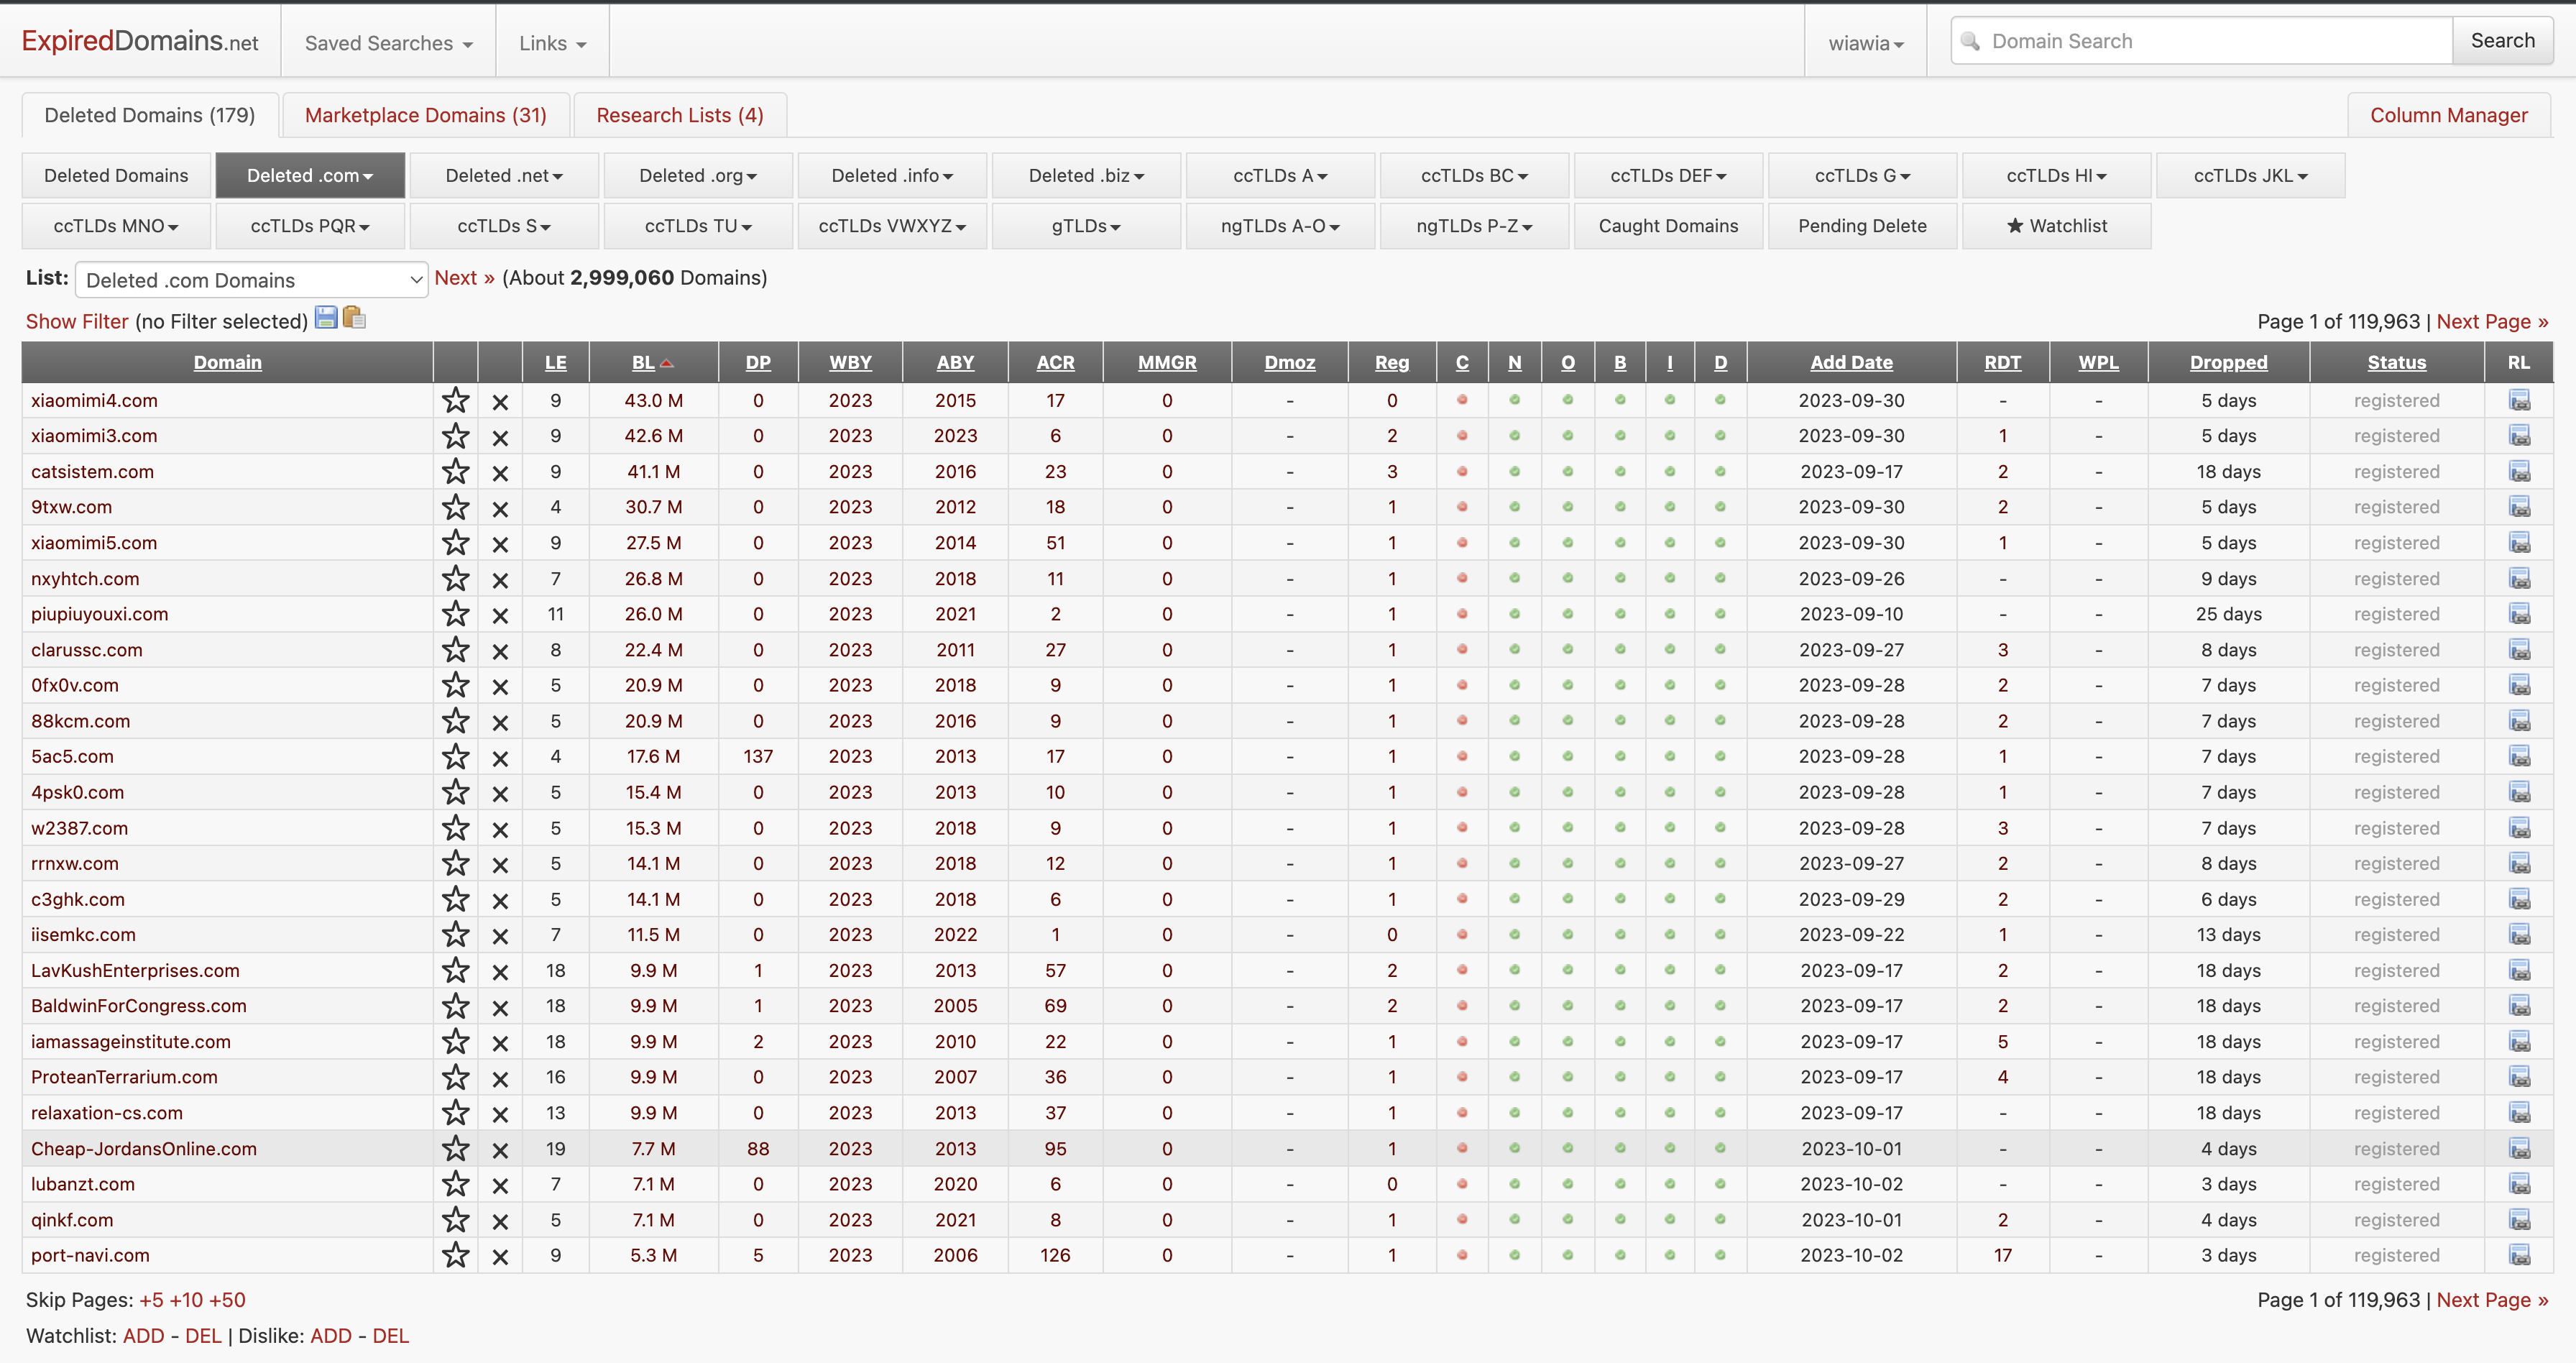 ExpiredDomains.net Saved Searches Links wiawia Domain Search Search
Deleted Domains (179) Marketplace Domains (31) Research Lists (4) Column Manager
Deleted Domains Deleted .com Deleted .net Deleted .org Deleted .info Deleted .biz ccTLDs A ccTLDs BC ccTLDs DEF ccTLDs G ccTLDs HI ccTLDs JKL
ccTLDs MNO ccTLDs PQR ccTLDs S ccTLDs TU ccTLDs VWXYZ gTLDs ngTLDs A-O ngTLDs P-Z Caught Domains Pending Delete ★ Watchlist
List: Deleted .com Domains Next » (About 2,999,060 Domains)
Show Filter (no Filter selected) Page 1 of 119,963 | Next Page »
Domain LE BL DP WBY ABY ACR MMGR Dmoz Reg C N O B I D Add Date RDT WPL Dropped Status RL
xiaomimi4.com 9 43.0 M 0 2023 2015 17 0 - 0 2023-09-30 - - 5 days registered
xiaomimi3.com 9 42.6 M 0 2023 2023 6 0 - 2 2023-09-30 1 - 5 days registered
catsistem.com 9 41.1 M 0 2023 2016 23 0 - 3 2023-09-17 2 - 18 days registered
9txw.com 4 30.7 M 0 2023 2012 18 0 - 1 2023-09-30 2 - 5 days registered
xiaomimi5.com 9 27.5 M 0 2023 2014 51 0 - 1 2023-09-30 1 - 5 days registered
nxyhtch.com 7 26.8 M 0 2023 2018 11 0 - 1 2023-09-26 - - 9 days registered
piupiuyouxi.com 11 26.0 M 0 2023 2021 2 0 - 1 2023-09-10 - - 25 days registered
clarussc.com 8 22.4 M 0 2023 2011 27 0 - 1 2023-09-27 3 - 8 days registered
0fx0v.com 5 20.9 M 0 2023 2018 9 0 - 1 2023-09-28 2 - 7 days registered
88kcm.com 5 20.9 M 0 2023 2016 9 0 - 1 2023-09-28 2 - 7 days registered
5ac5.com 4 17.6 M 137 2023 2013 17 0 - 1 2023-09-28 1 - 7 days registered
4psk0.com 5 15.4 M 0 2023 2013 10 0 - 1 2023-09-28 1 - 7 days registered
w2387.com 5 15.3 M 0 2023 2018 9 0 - 1 2023-09-28 3 - 7 days registered
rrnxw.com 5 14.1 M 0 2023 2018 12 0 - 1 2023-09-27 2 - 8 days registered
c3ghk.com 5 14.1 M 0 2023 2018 6 0 - 1 2023-09-29 2 - 6 days registered
iisemkc.com 7 11.5 M 0 2023 2022 1 0 - 0 2023-09-22 1 - 13 days registered
LavKushEnterprises.com 18 9.9 M 1 2023 2013 57 0 - 2 2023-09-17 2 - 18 days registered
BaldwinForCongress.com 18 9.9 M 1 2023 2005 69 0 - 2 2023-09-17 2 - 18 days registered
iamassageinstitute.com 18 9.9 M 2 2023 2010 22 0 - 1 2023-09-17 5 - 18 days registered
ProteanTerrarium.com 16 9.9 M 0 2023 2007 36 0 - 1 2023-09-17 4 - 18 days registered
relaxation-cs.com 13 9.9 M 0 2023 2013 37 0 - 1 2023-09-17 - - 18 days registered
Cheap-JordansOnline.com 19 7.7 M 88 2023 2013 95 0 - 1 2023-10-01 - - 4 days registered
lubanzt.com 7 7.1 M 0 2023 2020 6 0 - 0 2023-10-02 - - 3 days registered
qinkf.com 5 7.1 M 0 2023 2021 8 0 - 1 2023-10-01 2 - 4 days registered
port-navi.com 9 5.3 M 5 2023 2006 126 0 - 1 2023-10-02 17 - 3 days registered
Skip Pages: +5 +10 +50 Page 1 of 119,963 | Next Page »
Watchlist: ADD - DEL | Dislike: ADD - DEL